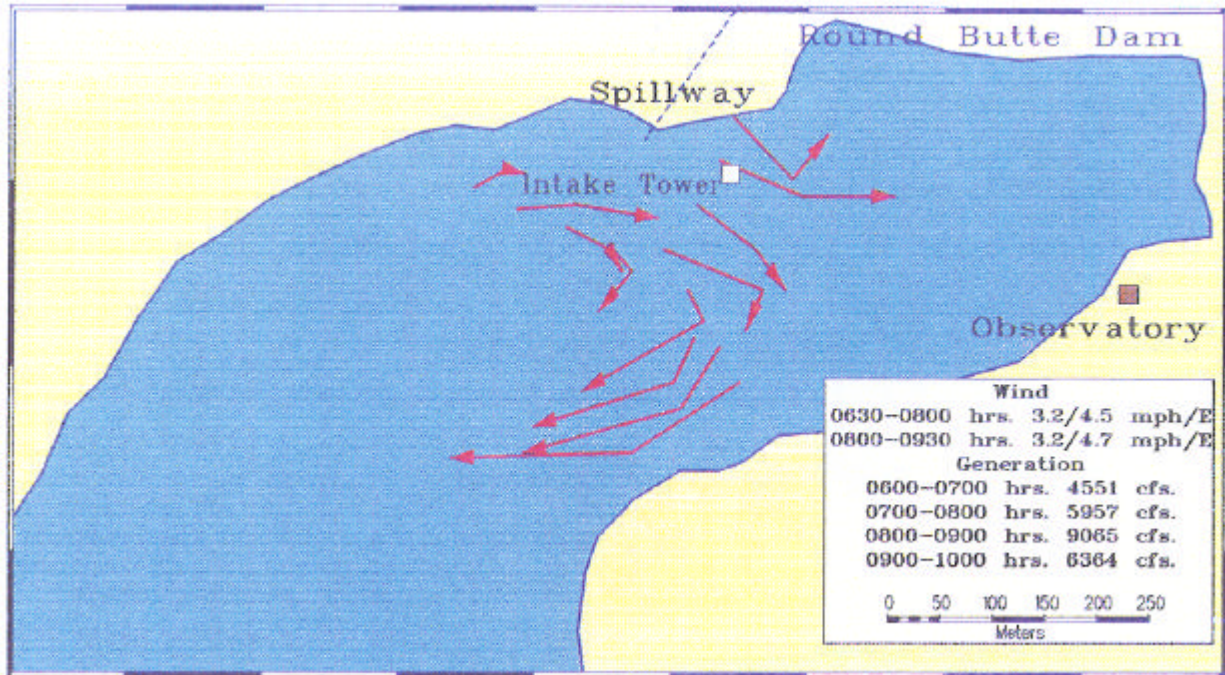 Round Butte Dam
Spillway
Intake Tower
Observatory
Wind
0630-0800 hrs. 3.2/4.5 mph/E
0800-0930 hrs. 3.2/4.7 mph/E
Generation
0600-0700 hrs. 4551 cfs.
0700-0800 hrs. 5957 cfs.
0800-0900 hrs. 9065 cfs.
0900-1000 hrs. 6364 cfs.
0 50 100 150 200 250
Meters